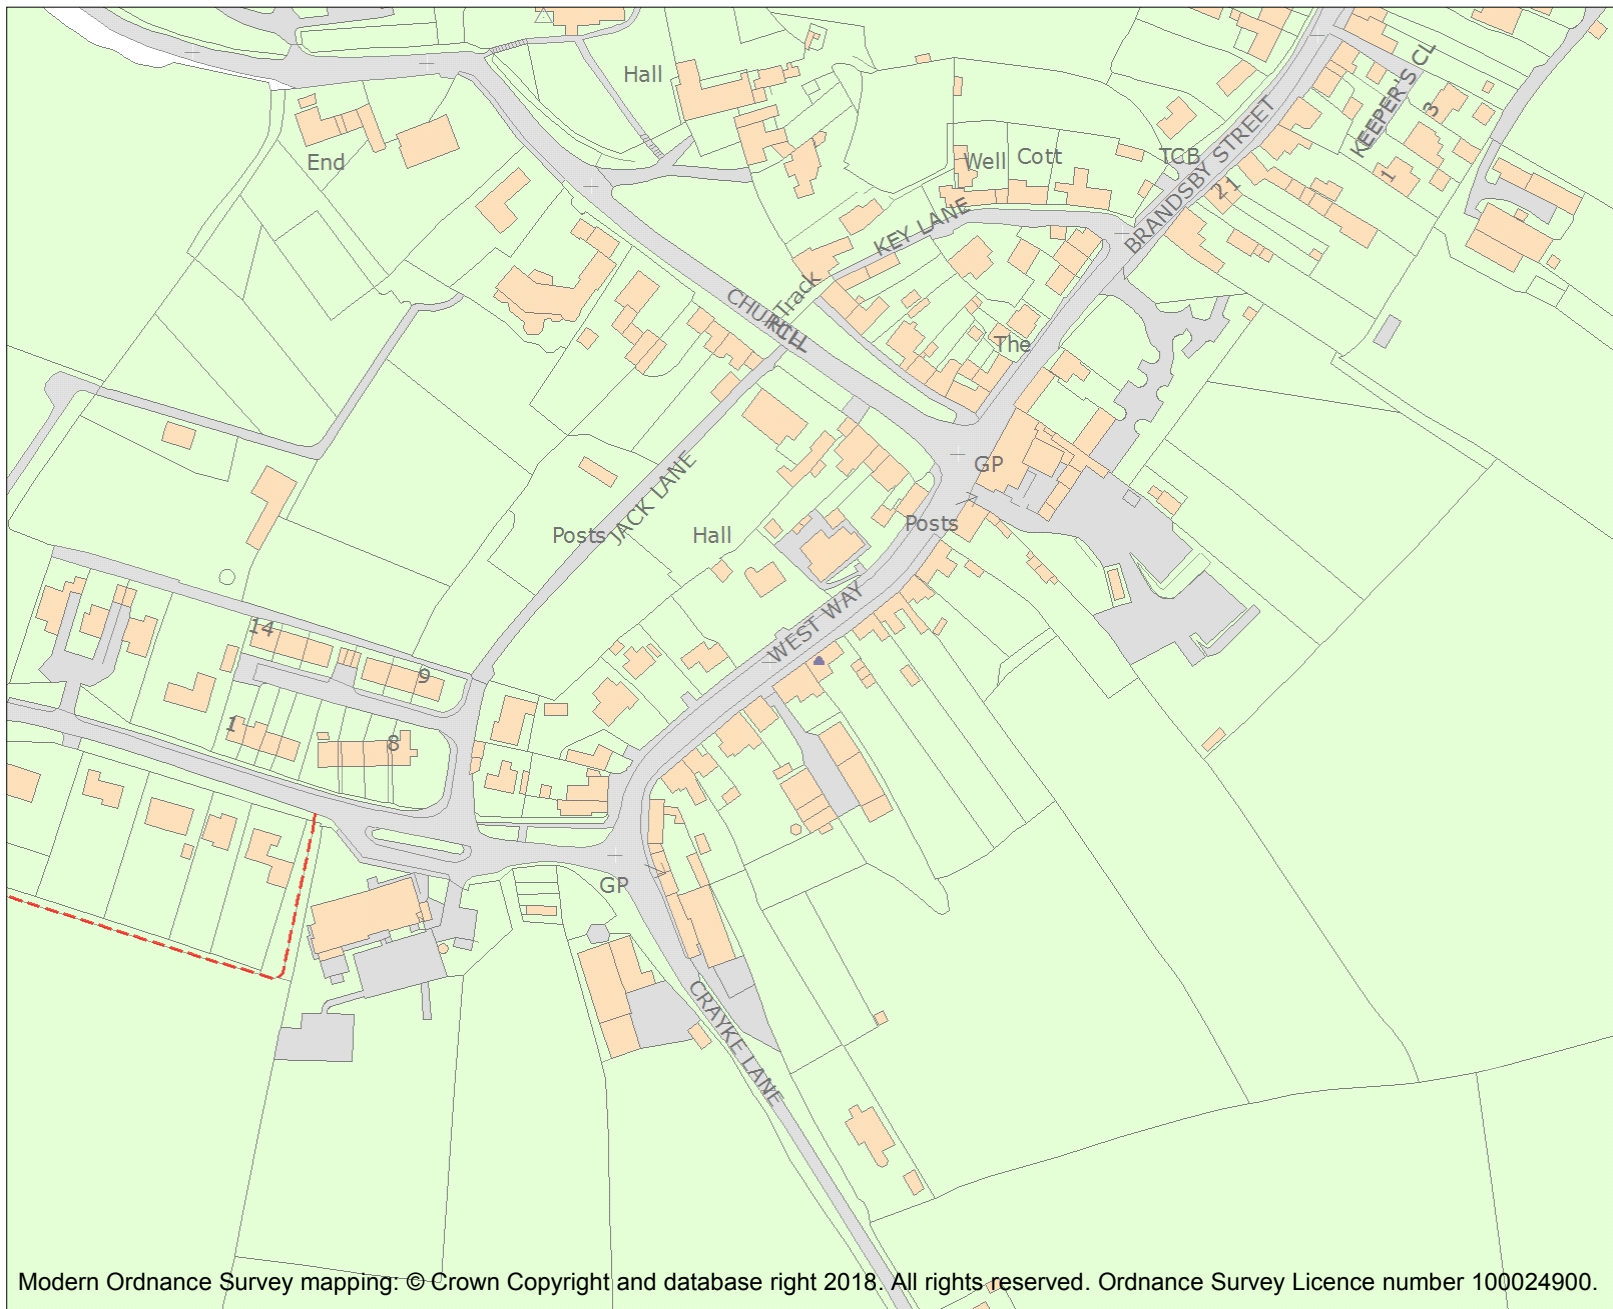 Hall
End
KEEPER'S CL
3
1
TCB
BRANDSBY STREET
21
Well
Cott
KEY LANE
Track
CHURCH
HILL
The
GP
Posts
JACK LANE
Posts
Hall
WEST WAY
14
9
1
8
GP
CRAYKE LANE
Modern Ordnance Survey mapping: © Crown Copyright and database right 2018. All rights reserved. Ordnance Survey Licence number 100024900.